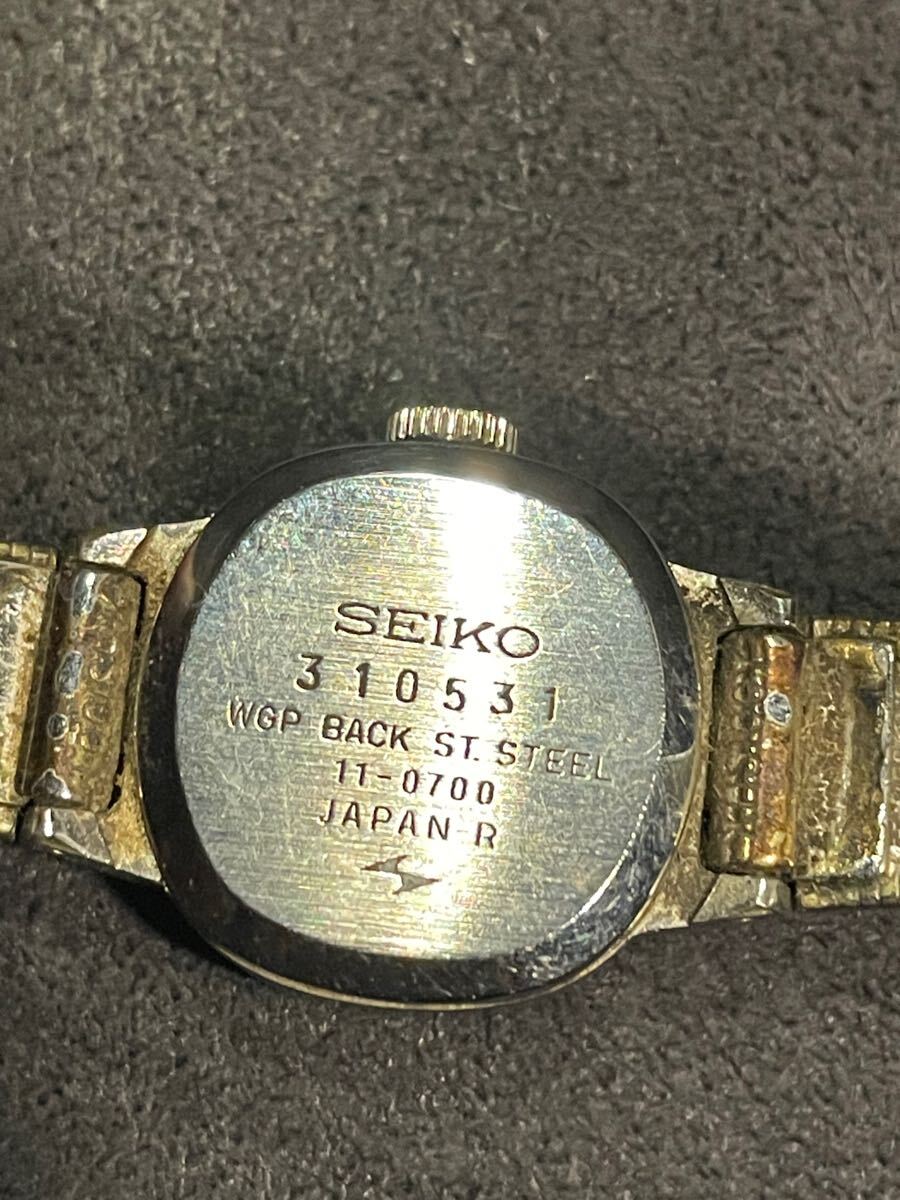 SEIKO
310531
WGP BACK ST. STEEL
11-0700
JAPAN-R